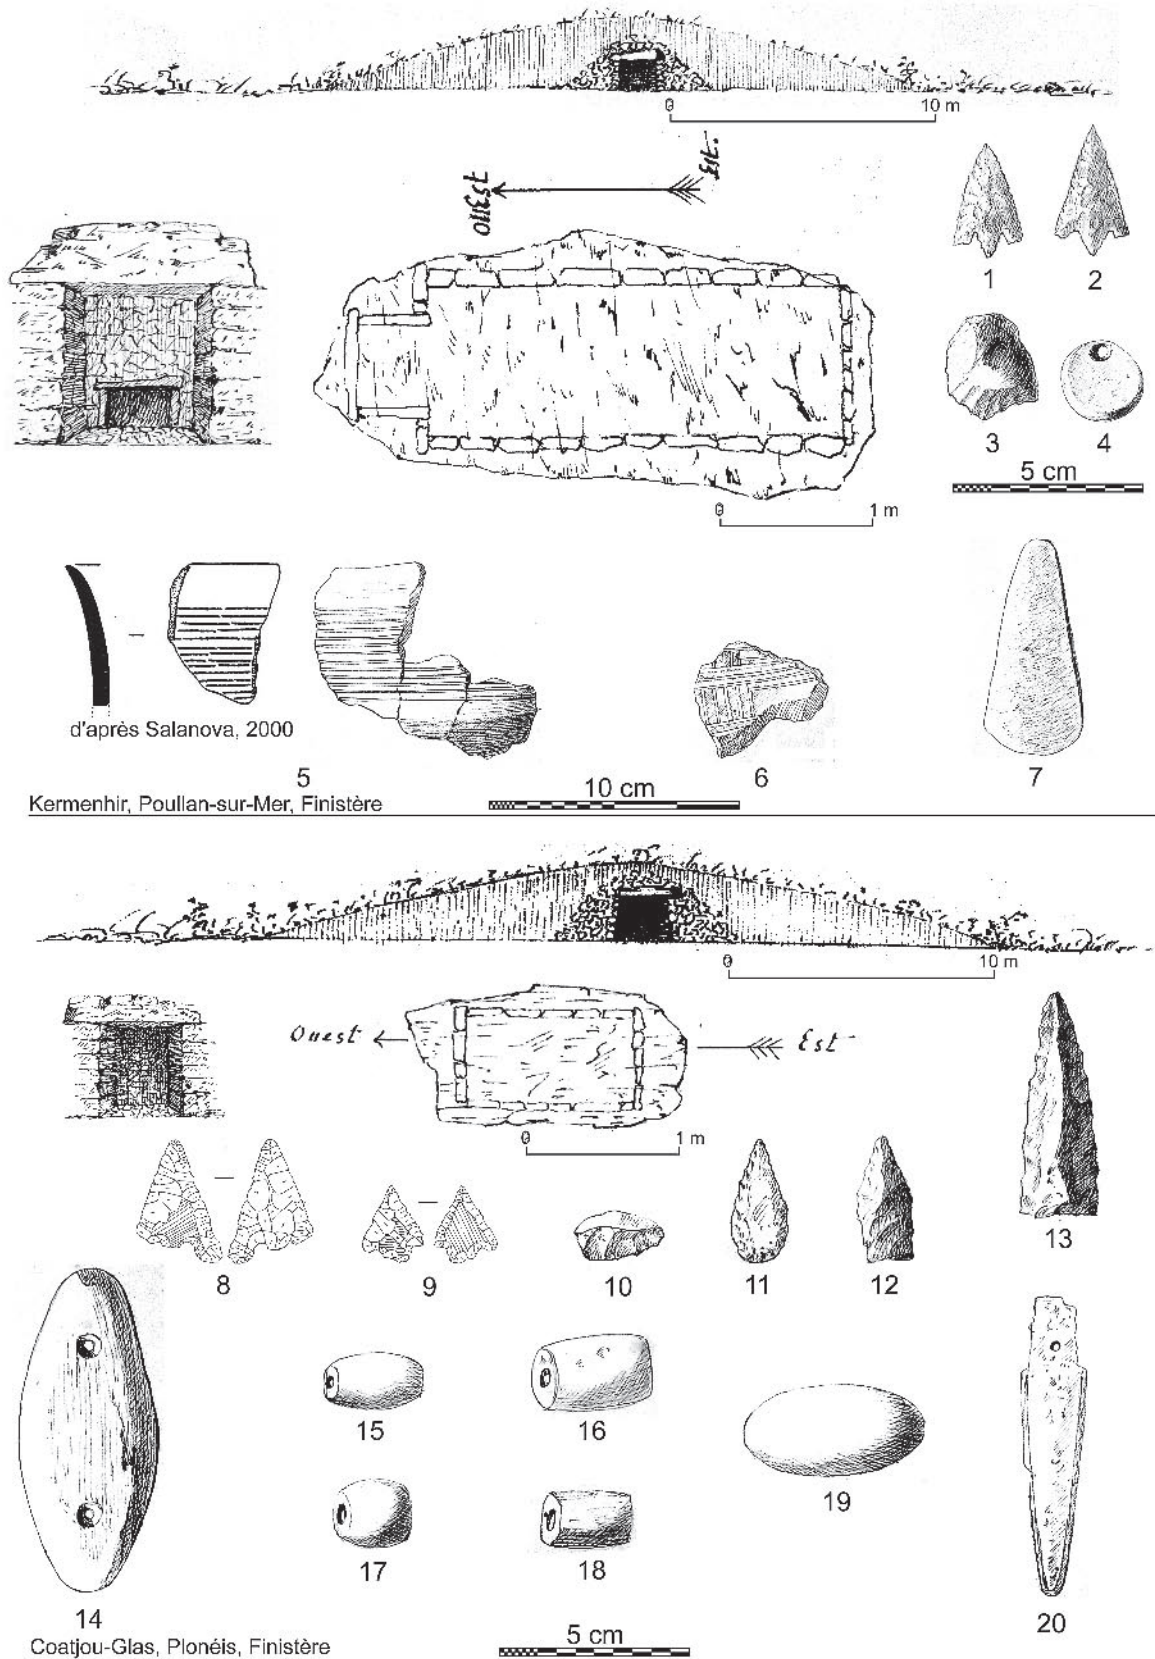 0 10 m
Est.
Ouest
1 2
3 4
5 cm
0 1 m
d'après Salanova, 2000
5 6 7
10 cm
Kermenhir, Poullan-sur-Mer, Finistère
0 10 m
Ouest Est
0 1 m
8 9 10 11 12 13
15 16
17 18 19
14 20
Coatjou-Glas, Plonéis, Finistère
5 cm